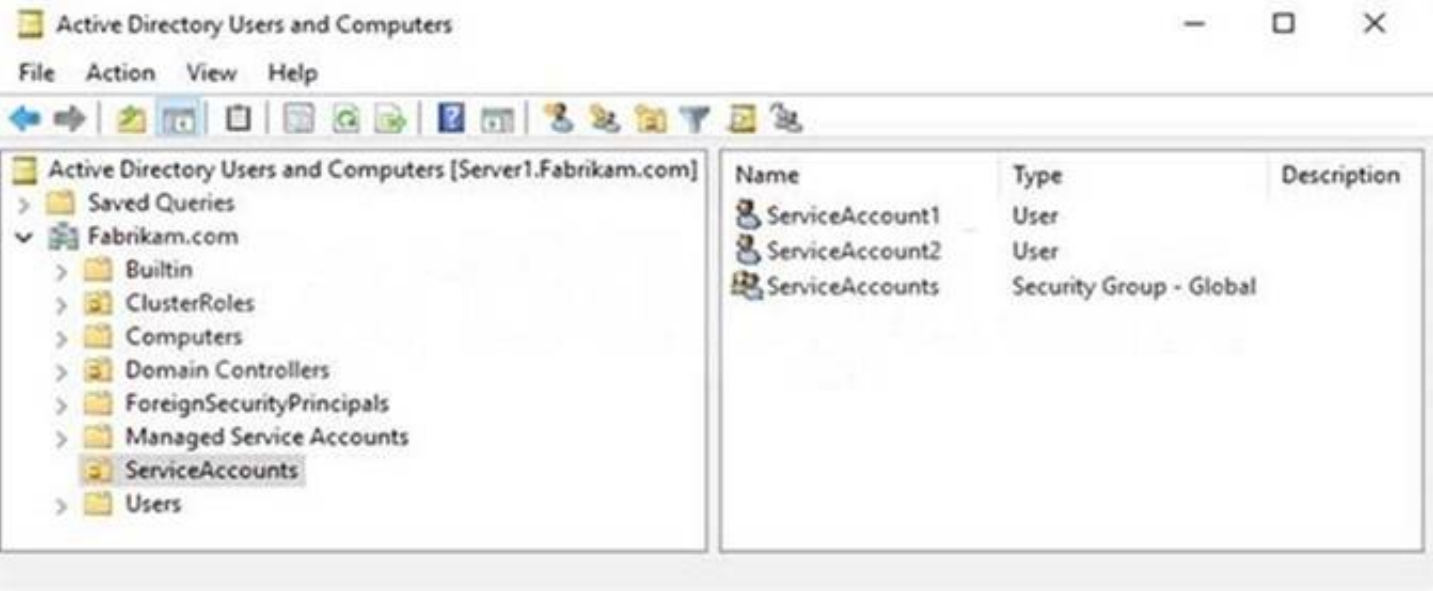 Active Directory Users and Computers
File Action View Help
Active Directory Users and Computers [Server1.Fabrikam.com]
Saved Queries
Fabrikam.com
Builtin
ClusterRoles
Computers
Domain Controllers
ForeignSecurityPrincipals
Managed Service Accounts
ServiceAccounts
Users
Name Type Description
ServiceAccount1 User
ServiceAccount2 User
ServiceAccounts Security Group - Global